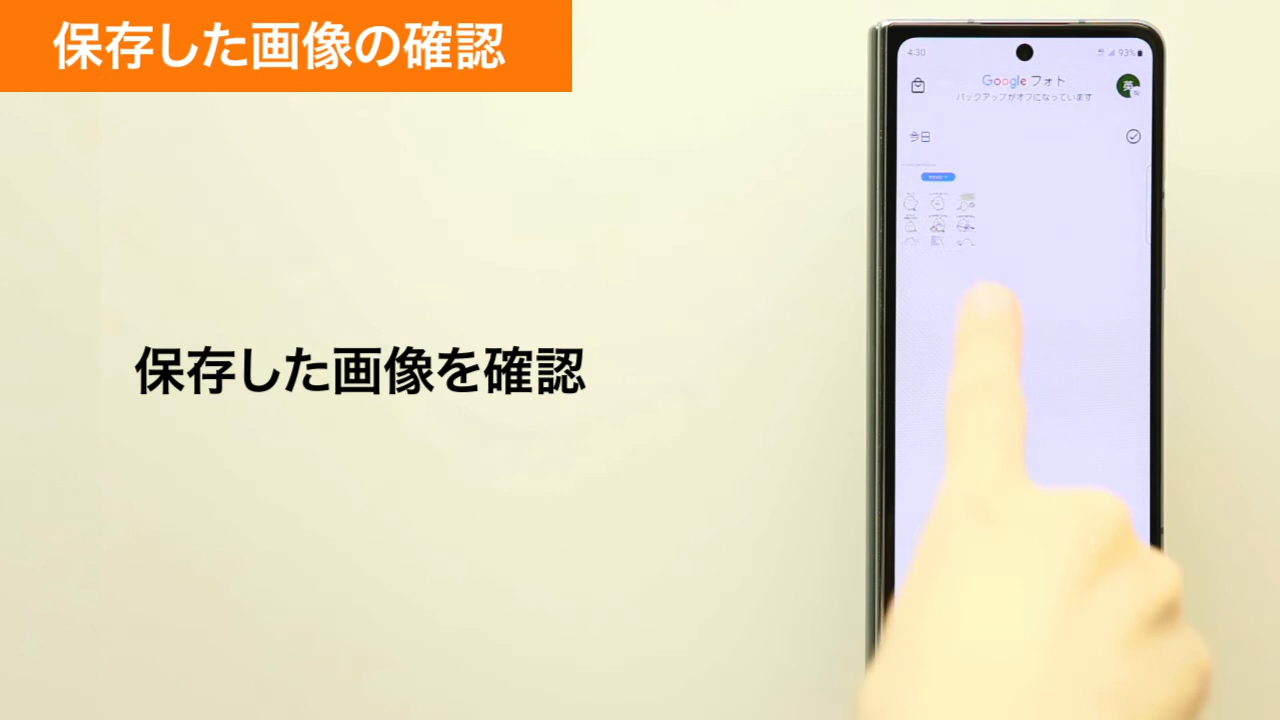 保存した画像の確認
保存した画像を確認
4:30
93%
Google フォト
バックアップがオフになっています
英
今日